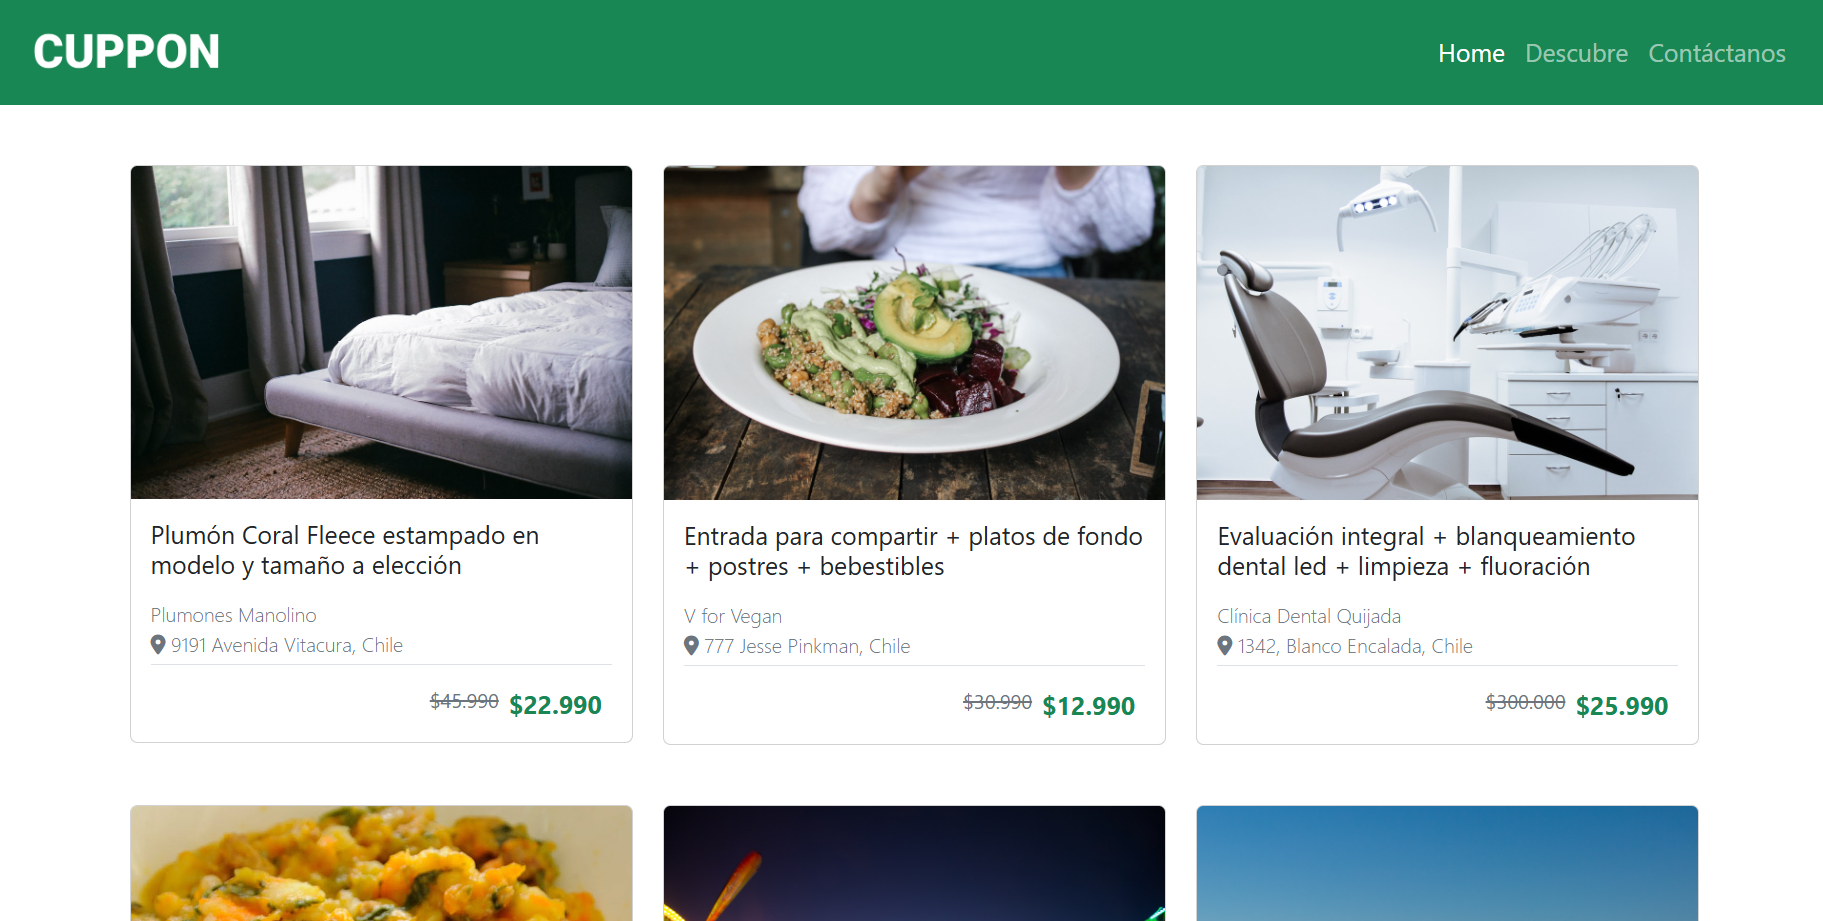 CUPPON
Home Descubre Contáctanos
Plumón Coral Fleece estampado en
modelo y tamaño a elección
Plumones Manolino
9191 Avenida Vitacura, Chile
$45.990 $22.990
Entrada para compartir + platos de fondo
+ postres + bebestibles
V for Vegan
777 Jesse Pinkman, Chile
$30.990 $12.990
Evaluación integral + blanqueamiento
dental led + limpieza + fluoración
Clínica Dental Quijada
1342, Blanco Encalada, Chile
$300.000 $25.990